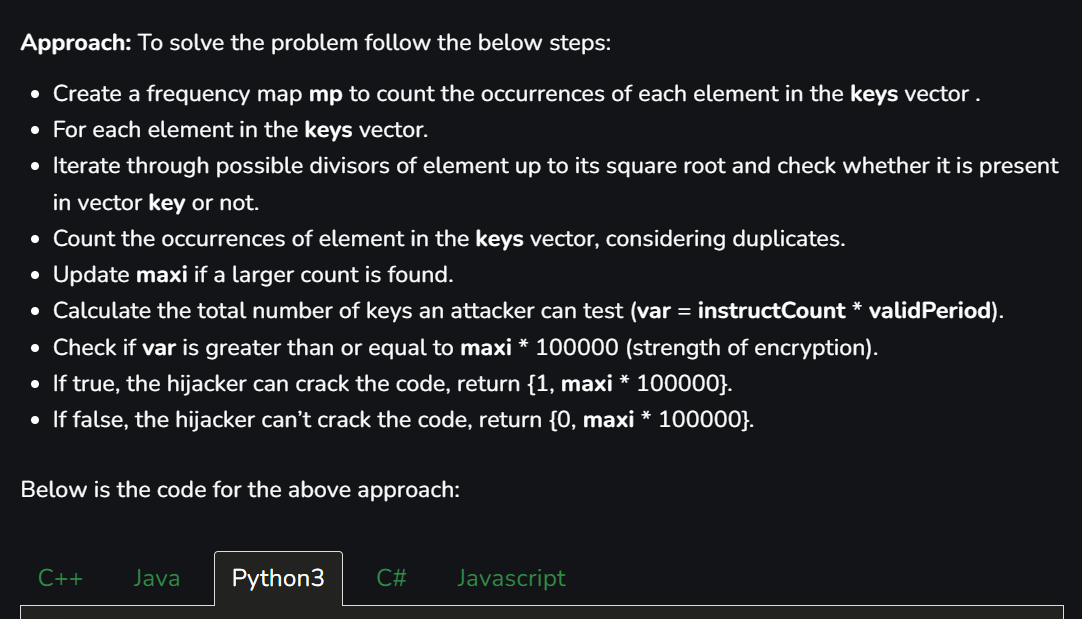 Approach: To solve the problem follow the below steps:
• Create a frequency map mp to count the occurrences of each element in the keys vector .
• For each element in the keys vector.
• Iterate through possible divisors of element up to its square root and check whether it is present
in vector key or not.
• Count the occurrences of element in the keys vector, considering duplicates.
• Update maxi if a larger count is found.
• Calculate the total number of keys an attacker can test (var = instructCount * validPeriod).
• Check if var is greater than or equal to maxi * 100000 (strength of encryption).
• If true, the hijacker can crack the code, return {1, maxi * 100000}.
• If false, the hijacker can’t crack the code, return {0, maxi * 100000}.
Below is the code for the above approach:
C++ Java Python3 C# Javascript